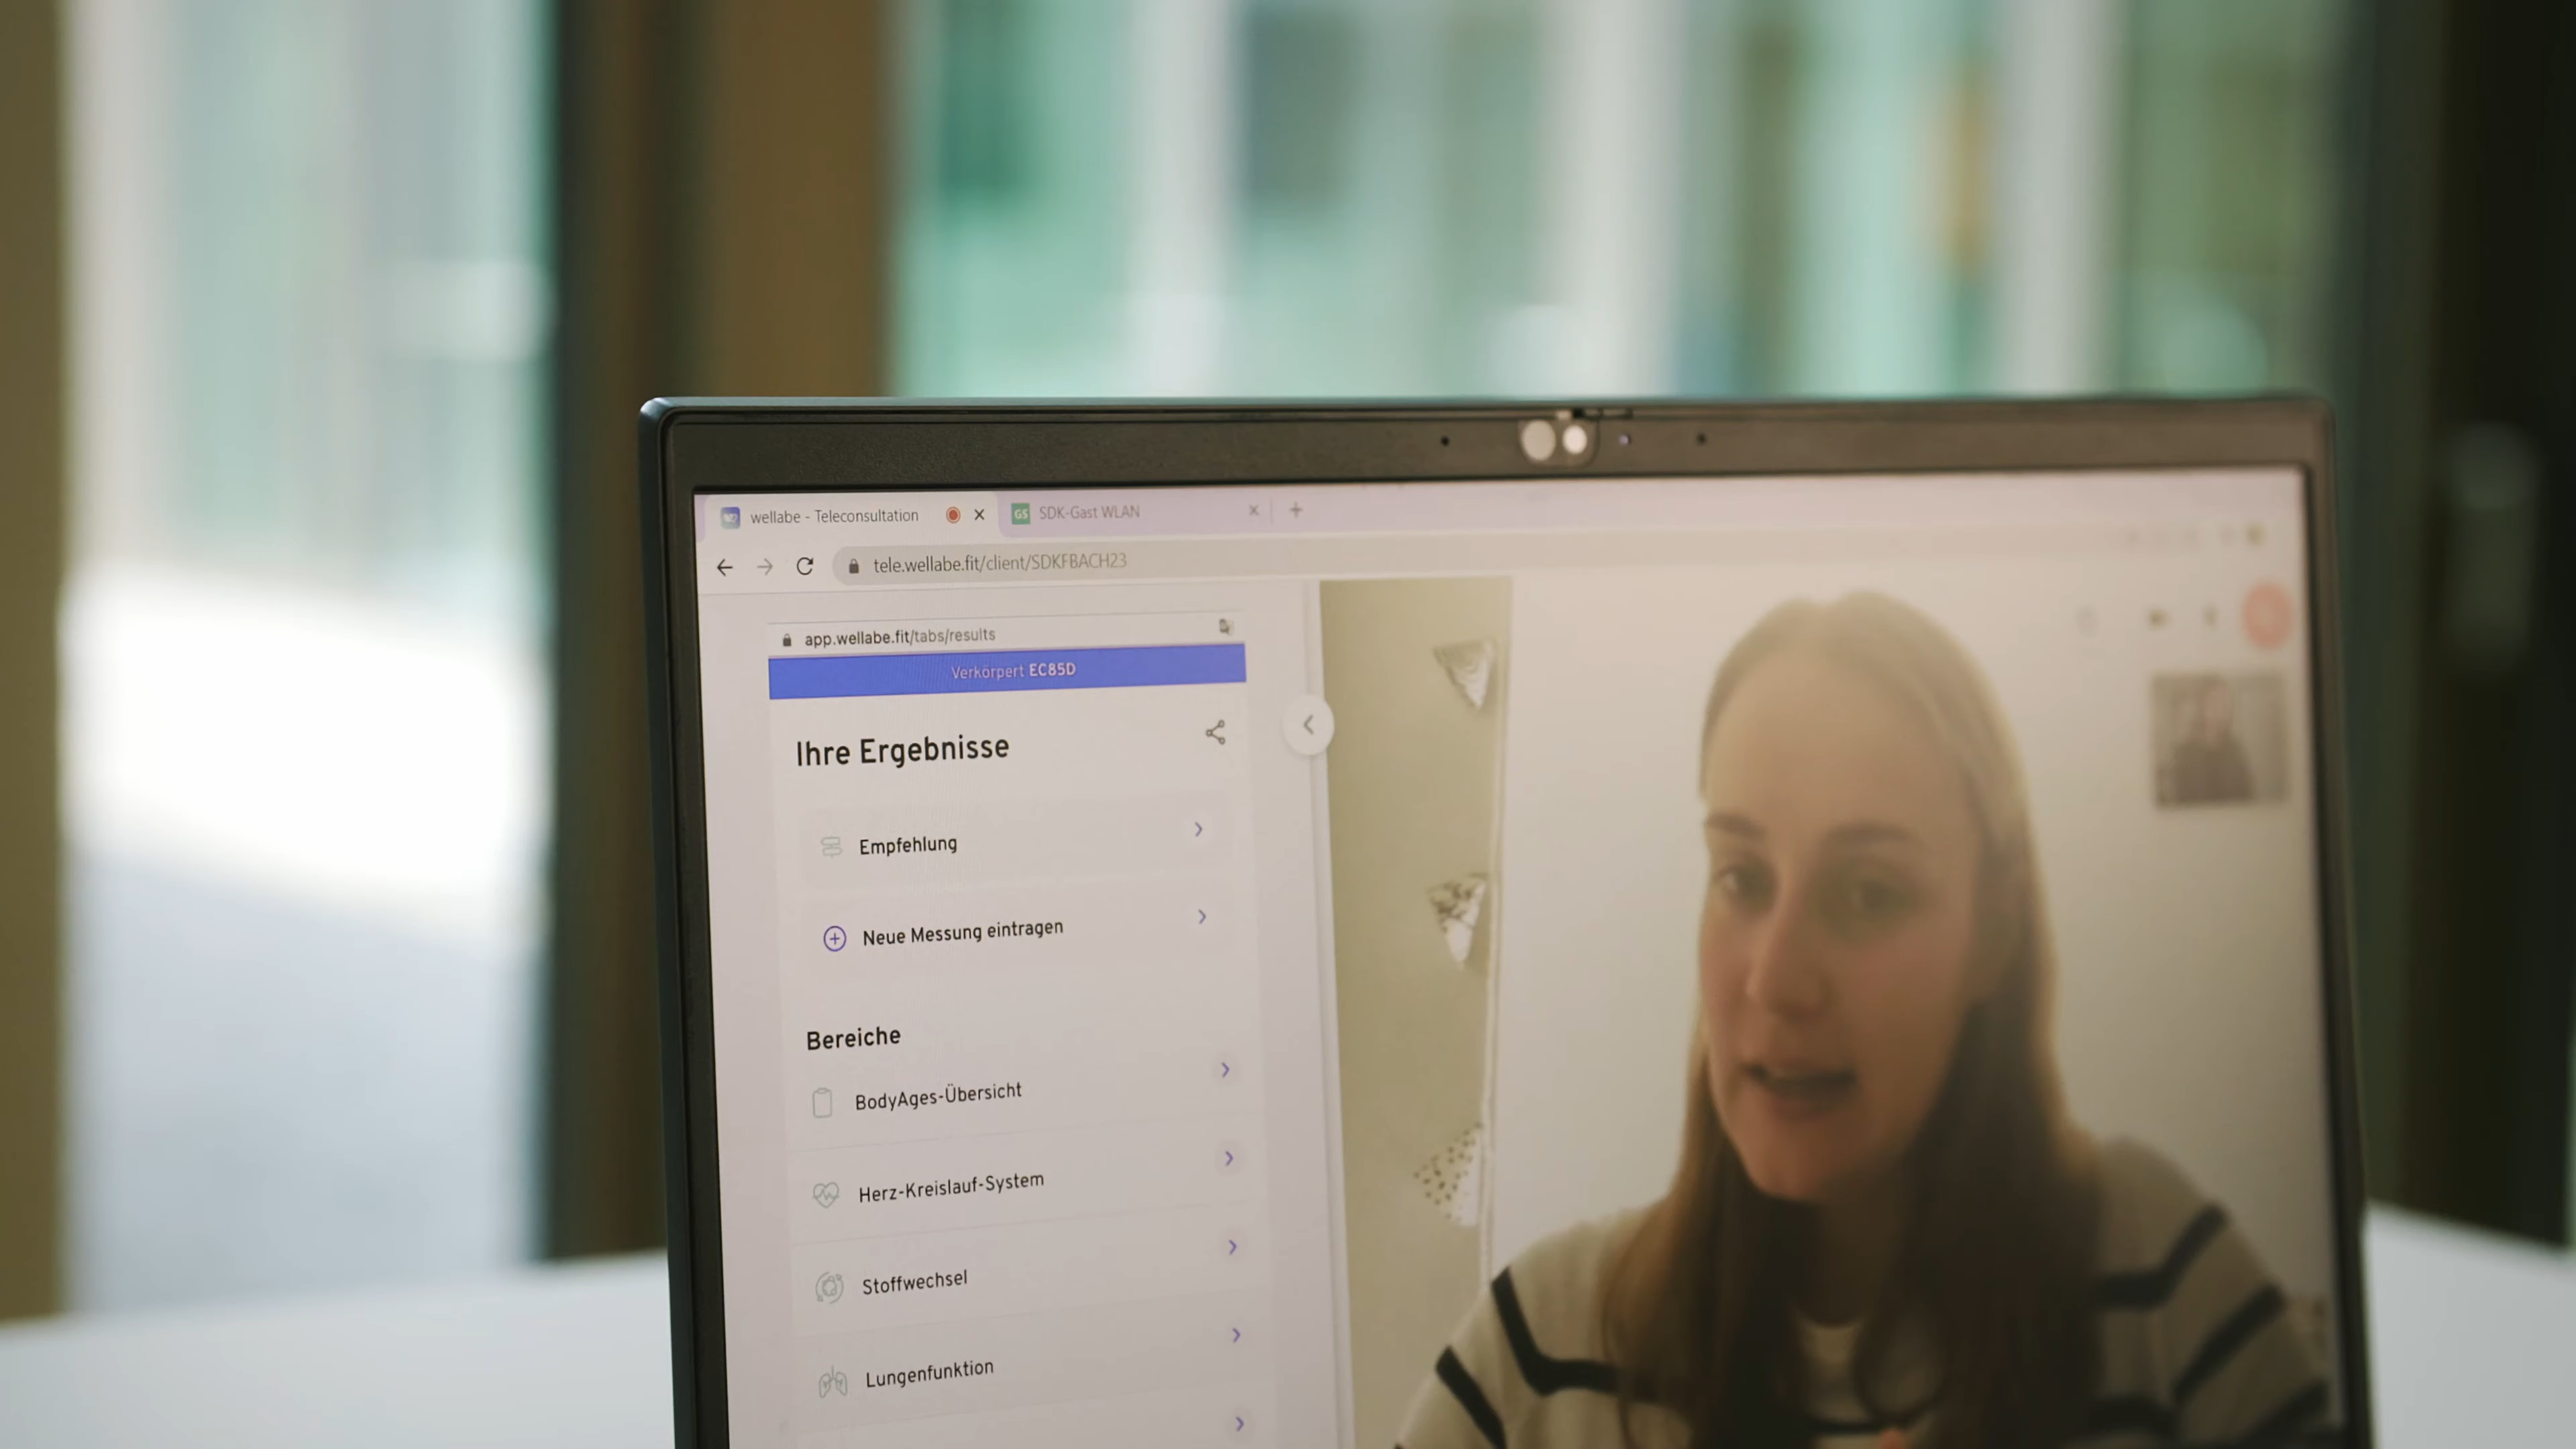 wellabe - Teleconsultation
GS SDK-Gast WLAN
tele.wellabe.fit/client/SDKFBACH23
app.wellabe.fit/tabs/results
Verkörpert EC85D
Ihre Ergebnisse
Empfehlung
Neue Messung eintragen
Bereiche
BodyAges-Übersicht
Herz-Kreislauf-System
Stoffwechsel
Lungenfunktion